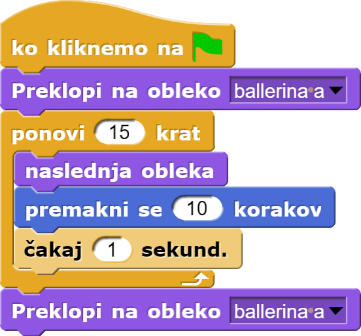 ko kliknemo na
Preklopi na obleko ballerina a
ponovi 15 krat
naslednja obleka
premakni se 10 korakov
čakaj 1 sekund.
Preklopi na obleko ballerina a